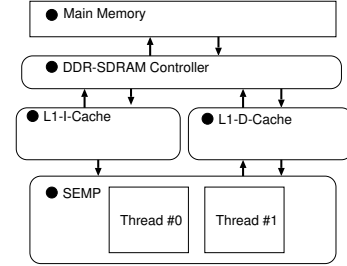 ● Main Memory
● DDR-SDRAM Controller
● L1-I-Cache
● L1-D-Cache
● SEMP
Thread #0
Thread #1